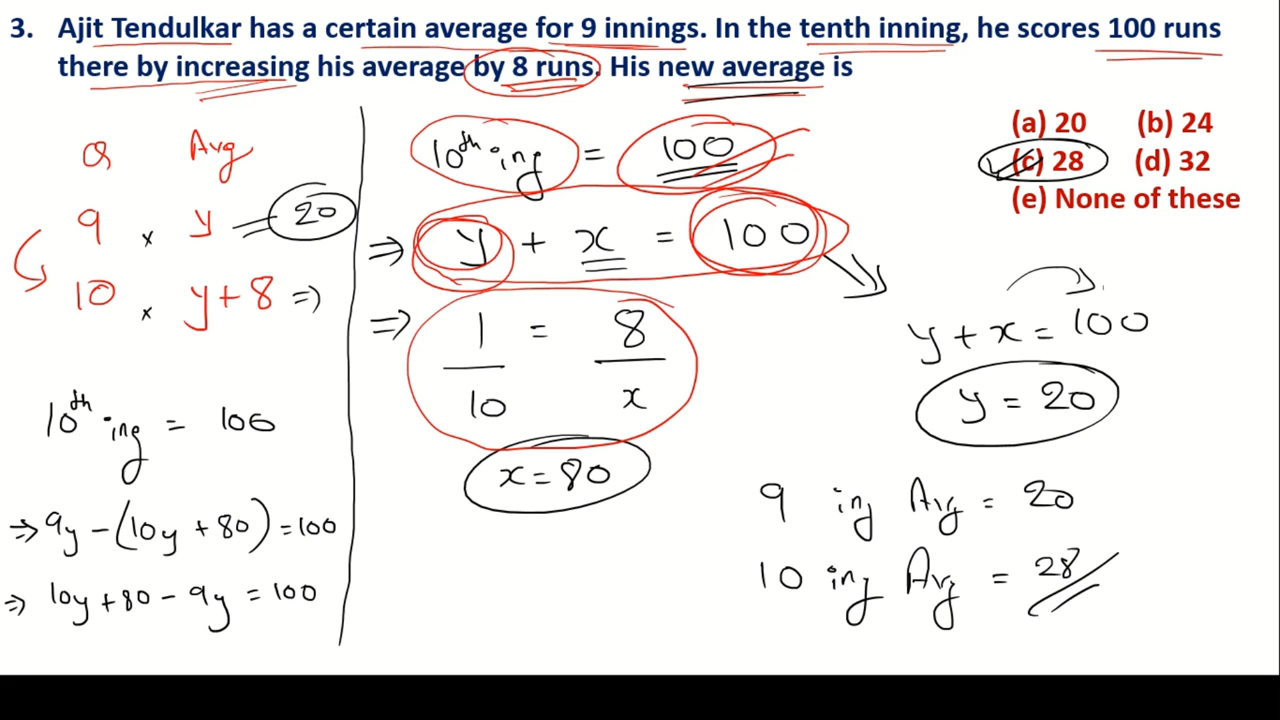 3. Ajit Tendulkar has a certain average for 9 innings. In the tenth inning, he scores 100 runs
there by increasing his average by 8 runs. His new average is
(a) 20 (b) 24
(c) 28 (d) 32
(e) None of these
Q Avg
9 × y = 20
10 × y + 8 ⇒
10th ing = 100
⇒ 9y - (10y + 80) = 100
⇒ 10y + 80 - 9y = 100
10th ing = 100
⇒ y + x = 100
⇒ 1/10 = 8/x
x = 80
y + x = 100
y = 20
9 ing Avg = 20
10 ing Avg = 28